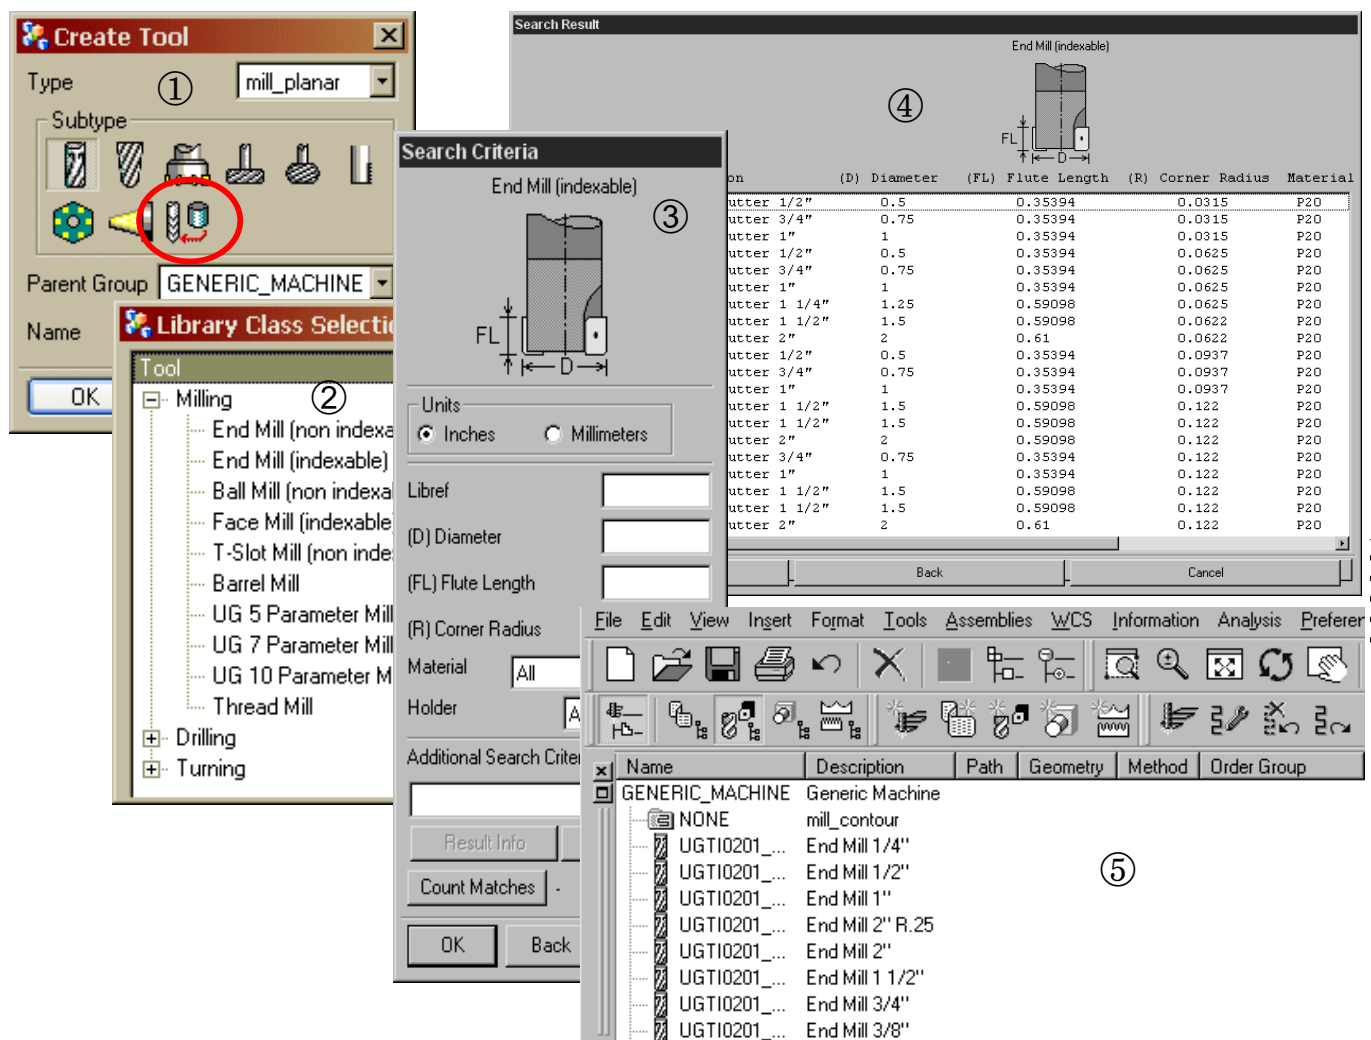 Create Tool
①
Type
mill_planar
Subtype
Parent Group
GENERIC_MACHINE
Name
OK
Library Class Selectio
Tool
②
Milling
End Mill (non indexa
End Mill (indexable)
Ball Mill (non indexa
Face Mill (indexable
T-Slot Mill (non inde
Barrel Mill
UG 5 Parameter Mill
UG 7 Parameter Mill
UG 10 Parameter M
Thread Mill
Drilling
Turning
Search Criteria
End Mill (indexable)
③
FL
D
Units
Inches Millimeters
Libref
(D) Diameter
(FL) Flute Length
(R) Corner Radius
Material All
Holder A
Additional Search Criter
Result Info
Count Matches -
OK Back
Search Result
End Mill (indexable)
④
FL
D
on (D) Diameter (FL) Flute Length (R) Corner Radius Material
utter 1/2" 0.5 0.35394 0.0315 P20
utter 3/4" 0.75 0.35394 0.0315 P20
utter 1" 1 0.35394 0.0315 P20
utter 1/2" 0.5 0.35394 0.0625 P20
utter 3/4" 0.75 0.35394 0.0625 P20
utter 1" 1 0.35394 0.0625 P20
utter 1 1/4" 1.25 0.59098 0.0625 P20
utter 1 1/2" 1.5 0.59098 0.0622 P20
utter 2" 2 0.61 0.0622 P20
utter 1/2" 0.5 0.35394 0.0937 P20
utter 3/4" 0.75 0.35394 0.0937 P20
utter 1" 1 0.35394 0.0937 P20
utter 1 1/2" 1.5 0.59098 0.122 P20
utter 1 1/2" 1.5 0.59098 0.122 P20
utter 2" 2 0.59098 0.122 P20
utter 3/4" 0.75 0.35394 0.122 P20
utter 1" 1 0.35394 0.122 P20
utter 1 1/2" 1.5 0.59098 0.122 P20
utter 1 1/2" 1.5 0.59098 0.122 P20
utter 2" 2 0.61 0.122 P20
Back Cancel
File Edit View Insert Format Tools Assemblies WCS Information Analysis Preferer
Name Description Path Geometry Method Order Group
GENERIC_MACHINE Generic Machine
NONE mill_contour
UGTI0201_... End Mill 1/4''
UGTI0201_... End Mill 1/2''
UGTI0201_... End Mill 1''
UGTI0201_... End Mill 2'' R.25
UGTI0201_... End Mill 2''
UGTI0201_... End Mill 1 1/2''
UGTI0201_... End Mill 3/4''
UGTI0201_... End Mill 3/8''
⑤